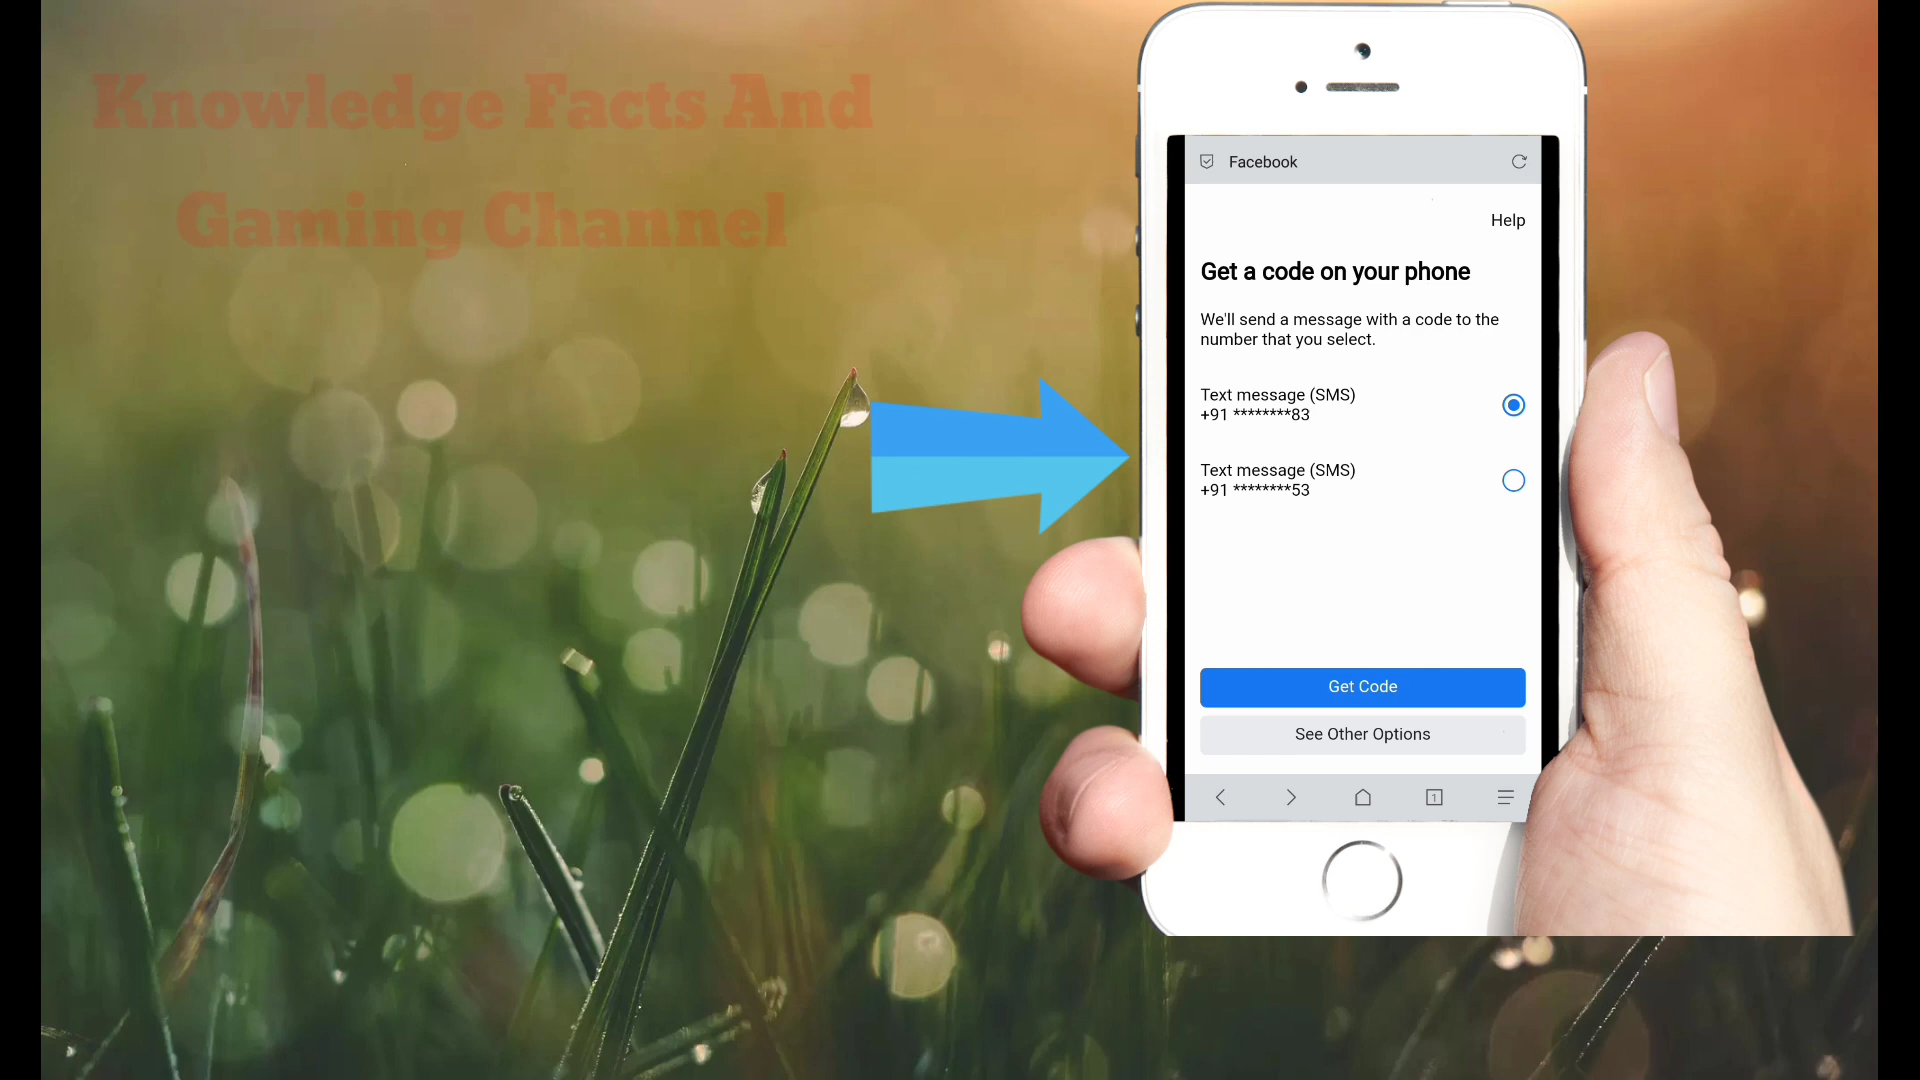 Knowledge Facts And
Gaming Channel
Facebook
Help
Get a code on your phone
We'll send a message with a code to the
number that you select.
Text message (SMS)
+91 ********83
Text message (SMS)
+91 ********53
Get Code
See Other Options
1